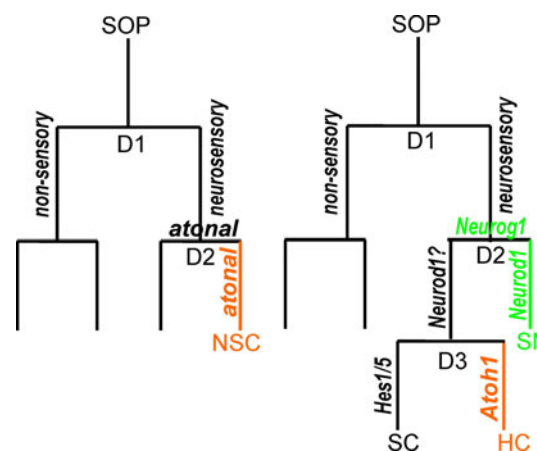 SOP
SOP
D1
D1
non-sensory
neurosensory
non-sensory
neurosensory
atonal
Neurog1
D2
D2
atonal
Neurod1?
Neurod1
NSC
SN
D3
Hes1/5
Atoh1
SC
HC